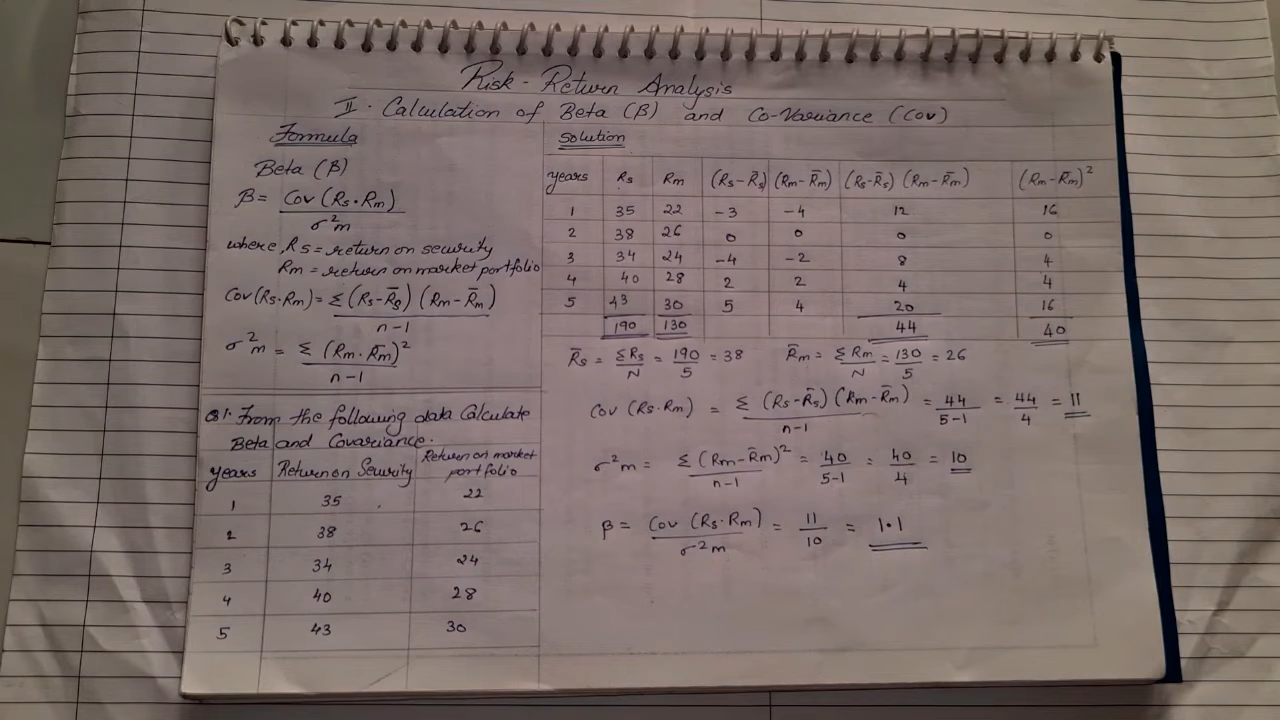 Risk - Return Analysis
II. Calculation of Beta (β) and Co-Variance (Cov)
Formula
Beta (β)
β = Cov (Rs·Rm)
σ²m
where, Rs = return on security
Rm = return on market portfolio
Cov (Rs·Rm) = Σ (Rs-R̄s) (Rm-R̄m)
n-1
σ²m = Σ (Rm·R̄m)²
n-1
Q1. From the following data Calculate
Beta and Covariance.
years Return on Security Return on market portfolio
1 35 22
2 38 26
3 34 24
4 40 28
5 43 30
Solution
years Rs Rm (Rs-R̄s) (Rm-R̄m) (Rs-R̄s) (Rm-R̄m) (Rm-R̄m)²
1 35 22 -3 -4 12 16
2 38 26 0 0 0 0
3 34 24 -4 -2 8 4
4 40 28 2 2 4 4
5 43 30 5 4 20 16
190 130 44 40
R̄s = ΣRs/N = 190/5 = 38 R̄m = ΣRm/N = 130/5 = 26
Cov (Rs·Rm) = Σ (Rs-R̄s) (Rm-R̄m)/n-1 = 44/5-1 = 44/4 = 11
σ²m = Σ (Rm-R̄m)²/n-1 = 40/5-1 = 40/4 = 10
β = Cov (Rs·Rm)/σ²m = 11/10 = 1·1